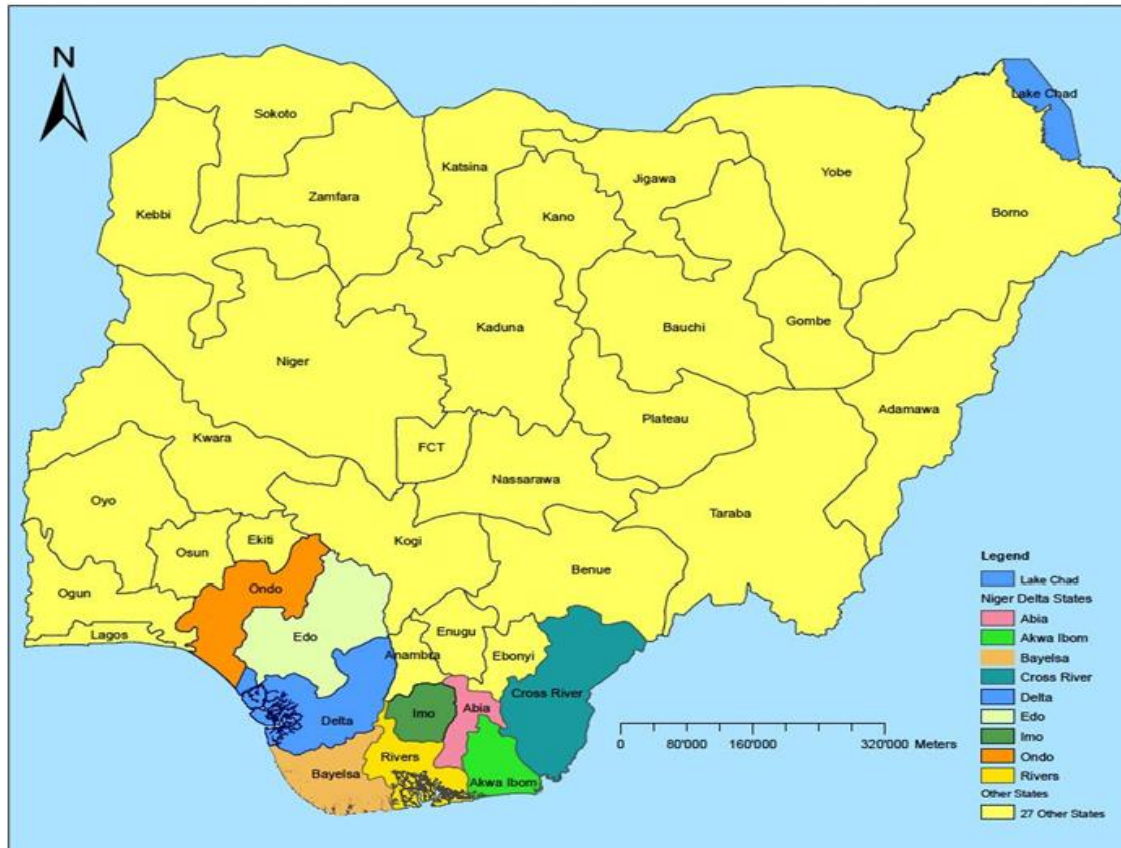 N
Lake Chad
Sokoto
Katsina
Yobe
Jigawa
Zamfara
Kano
Kebbi
Borno
Kaduna
Bauchi
Gombe
Niger
Adamawa
Plateau
Kwara
FCT
Nassarawa
Oyo
Taraba
Kogi
Ekiti
Osun
Benue
Ondo
Ogun
Lagos
Edo
Enugu
Anambra
Ebonyi
Cross River
Abia
Imo
Delta
Rivers
Bayelsa
Akwa Ibom
0 80'000 160'000 320'000 Meters
Legend
Lake Chad
Niger Delta States
Abia
Akwa Ibom
Bayelsa
Cross River
Delta
Edo
Imo
Ondo
Rivers
Other States
27 Other States